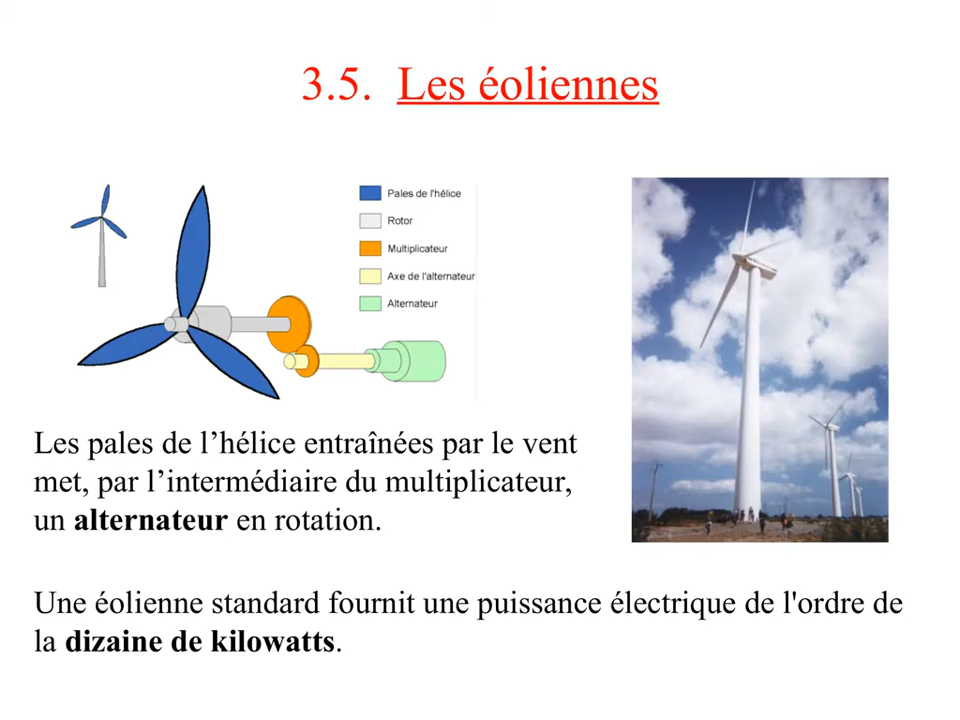 3.5. Les éoliennes
Pales de l'hélice
Rotor
Multiplicateur
Axe de l'alternateur
Alternateur
Les pales de l’hélice entraînées par le vent
met, par l’intermédiaire du multiplicateur,
un alternateur en rotation.
Une éolienne standard fournit une puissance électrique de l'ordre de
la dizaine de kilowatts.